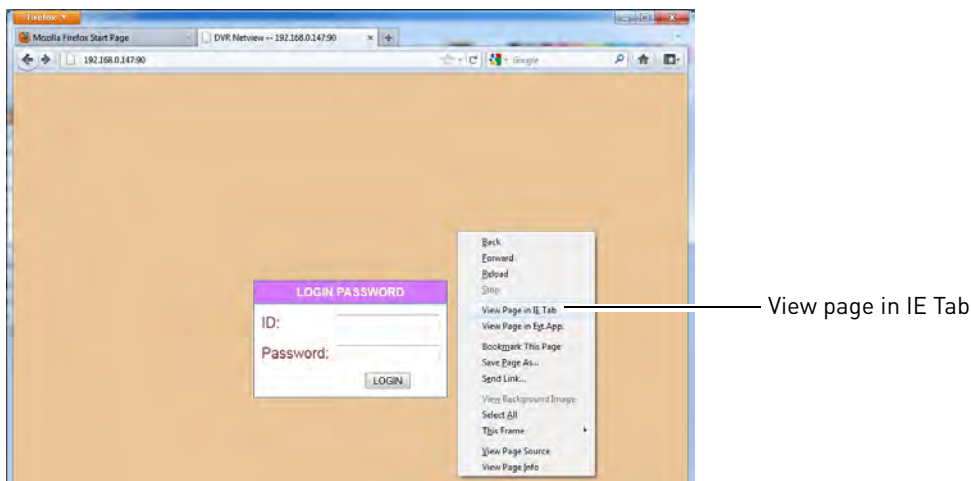 Firefox
Mozilla Firefox Start Page
DVR Netview -- 192.168.0.147:90
192.168.0.147:90
Google
Back
Forward
Reload
Stop
LOGIN PASSWORD
View Page in IE Tab
View page in IE Tab
ID:
View Page in Ext.App.
Bookmark This Page
Password:
Save Page As...
LOGIN
Send Link...
View Background Image
Select All
This Frame
View Page Source
View Page Info